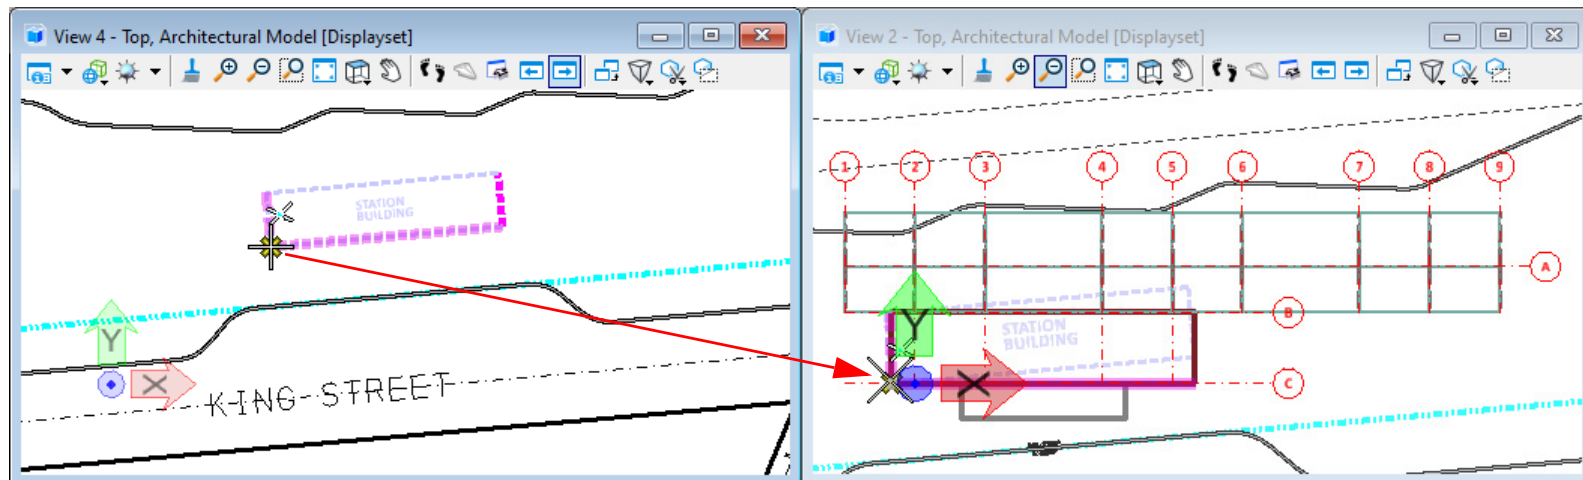 View 4 - Top, Architectural Model [Displayset]
STATION
BUILDING
Y
X
KING STREET
View 2 - Top, Architectural Model [Displayset]
1 2 3 4 5 6 7 8 9
A
B
STATION
BUILDING
Y
X
C